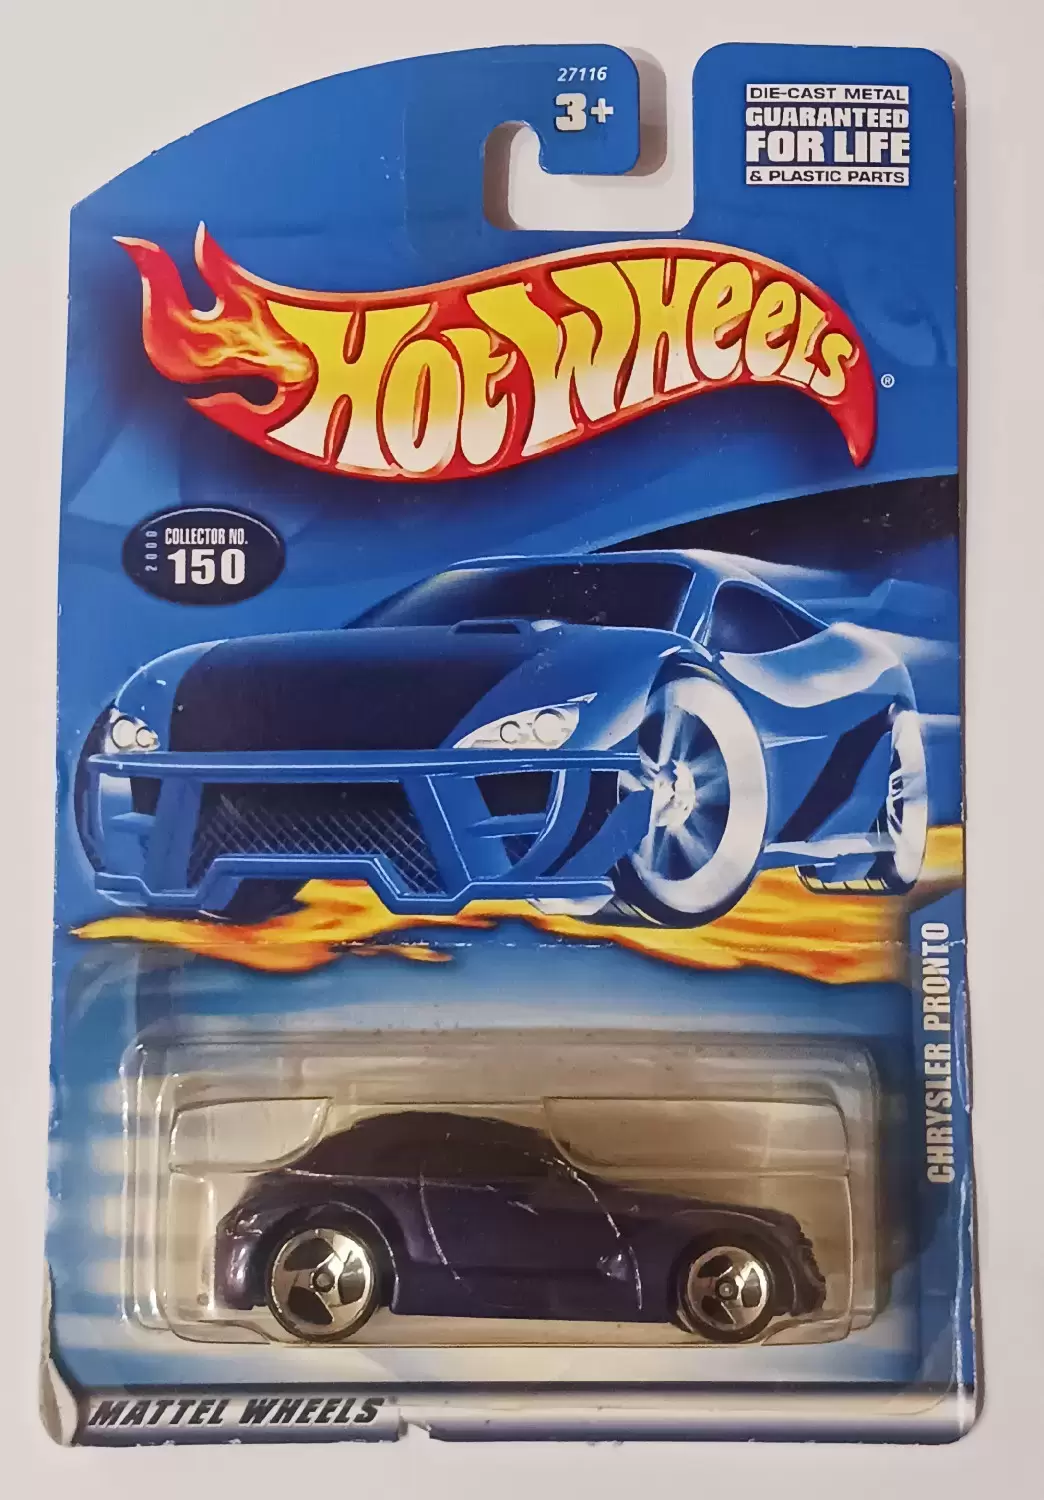 27116
3+
DIE-CAST METAL
GUARANTEED
FOR LIFE
& PLASTIC PARTS
HOT WHEELS®
2000
COLLECTOR NO.
150
CHRYSLER PRONTO
MATTEL WHEELS